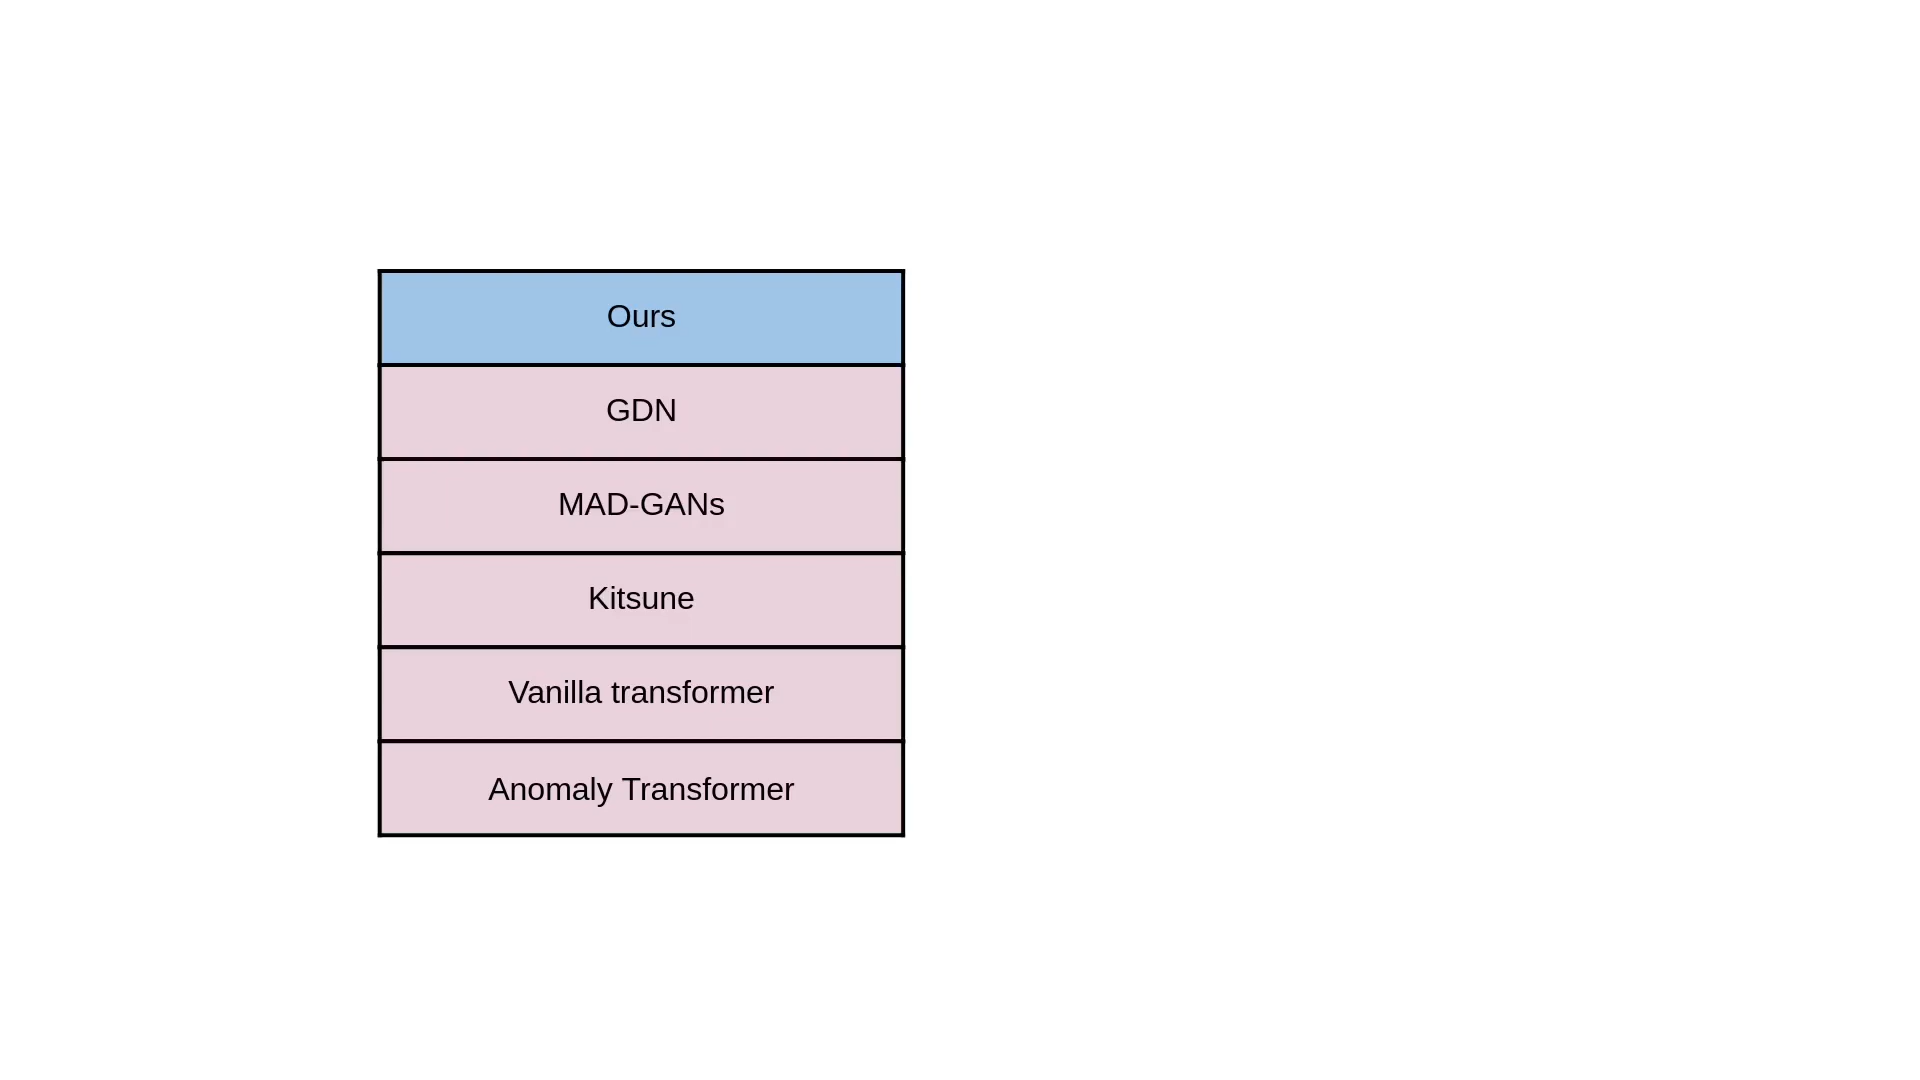 Ours
GDN
MAD-GANs
Kitsune
Vanilla transformer
Anomaly Transformer